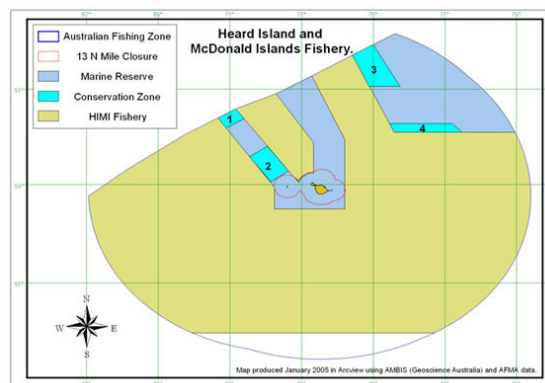 Heard Island and
McDonald Islands Fishery.
Australian Fishing Zone
13 N Mile Closure
Marine Reserve
Conservation Zone
HIMI Fishery
1
2
3
4
N
W E
S
Map produced January 2005 in Arcview using AMBIS (Geoscience Australia) and AFMA data.